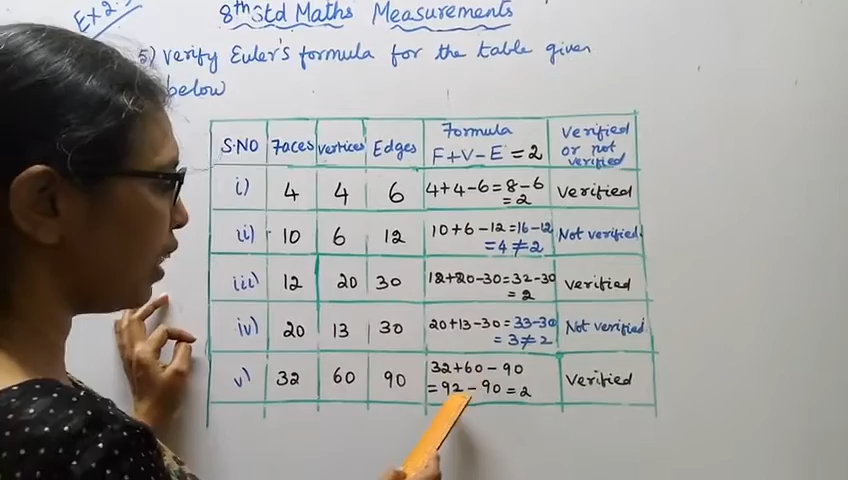 Ex 2.3
8th Std Maths Measurements
5) Verify Euler's formula for the table given
below
S.NO Faces vertices Edges Formula F+V-E=2 Verified or not verified
i) 4 4 6 4+4-6=8-6 =2 Verified
ii) 10 6 12 10+6-12=16-12 =4≠2 Not verified
iii) 12 20 30 12+20-30=32-30 =2 Verified
iv) 20 13 30 20+13-30=33-30 =3≠2 Not verified
v) 32 60 90 32+60-90 =92-90=2 Verified